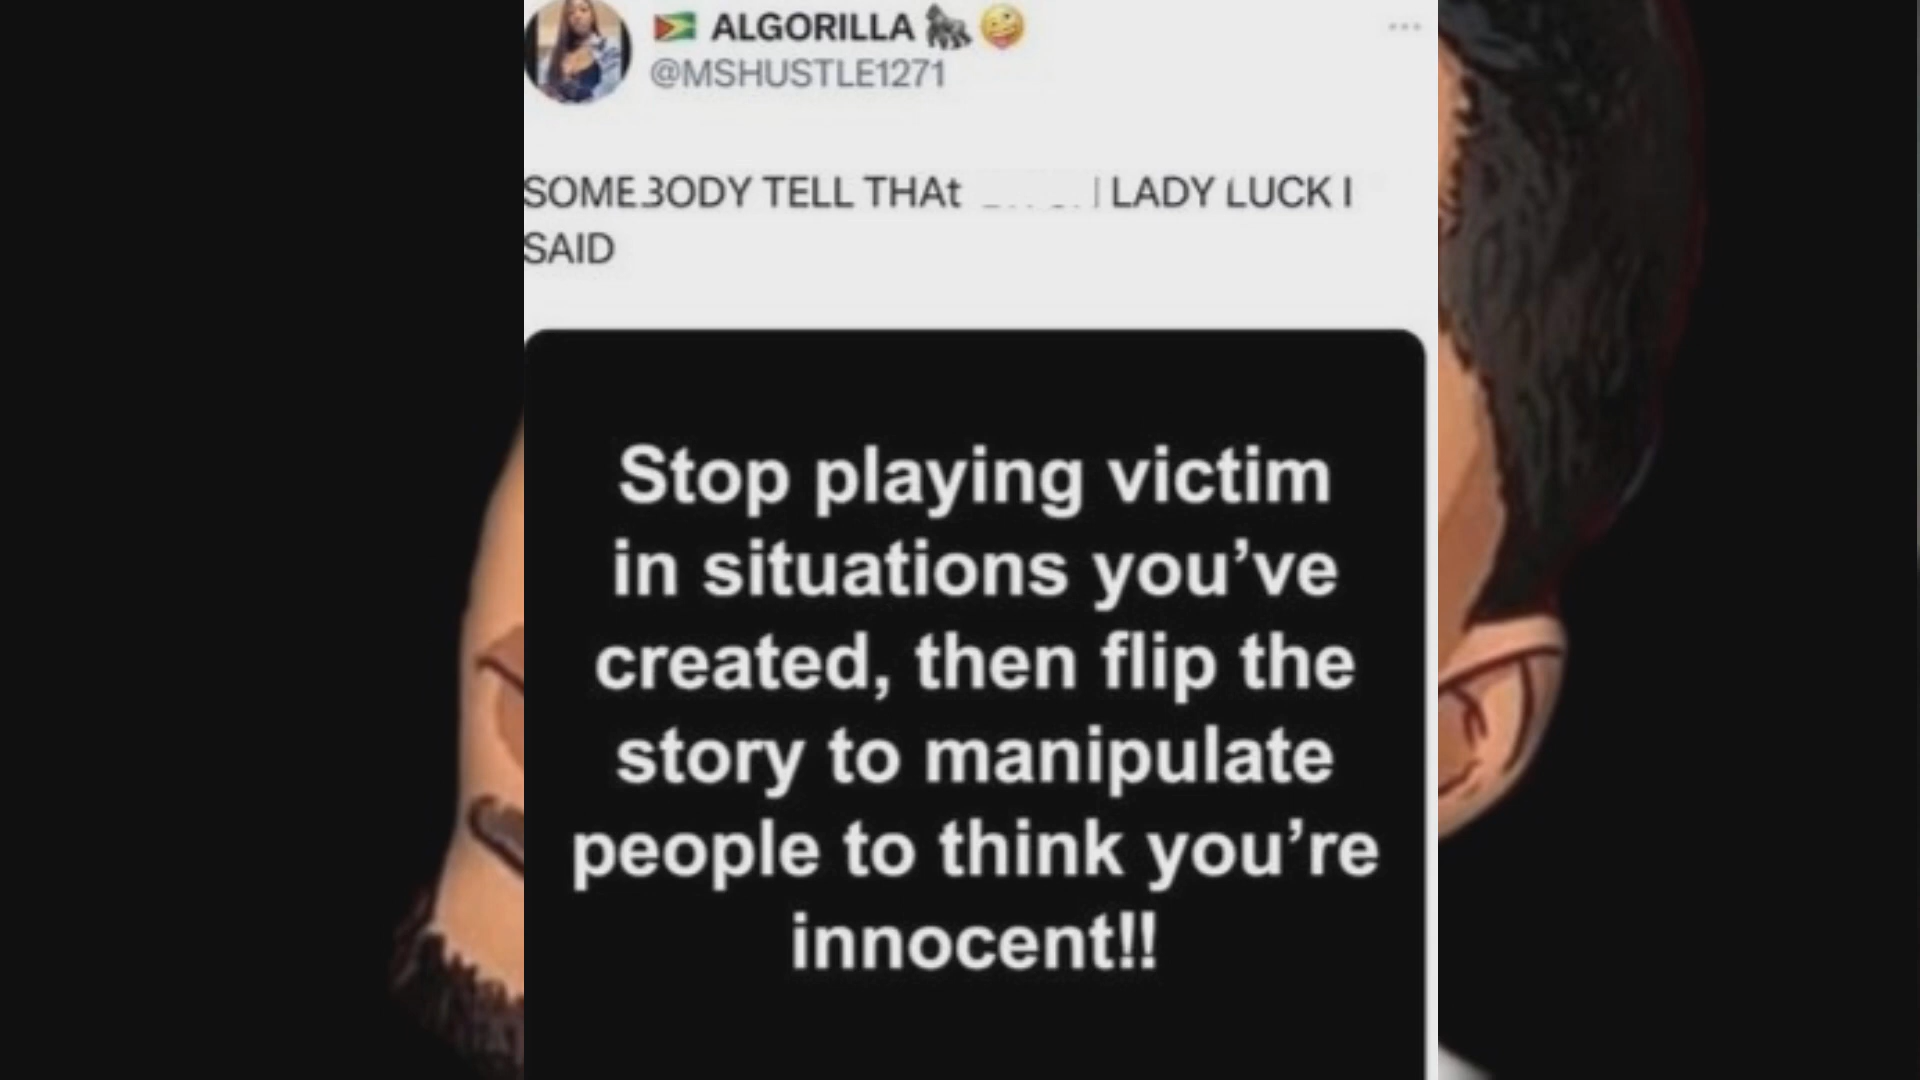 ALGORILLA
@MSHUSTLE1271
SOMEBODY TELL THAt LADY LUCK I
SAID
Stop playing victim
in situations you've
created, then flip the
story to manipulate
people to think you're
innocent!!